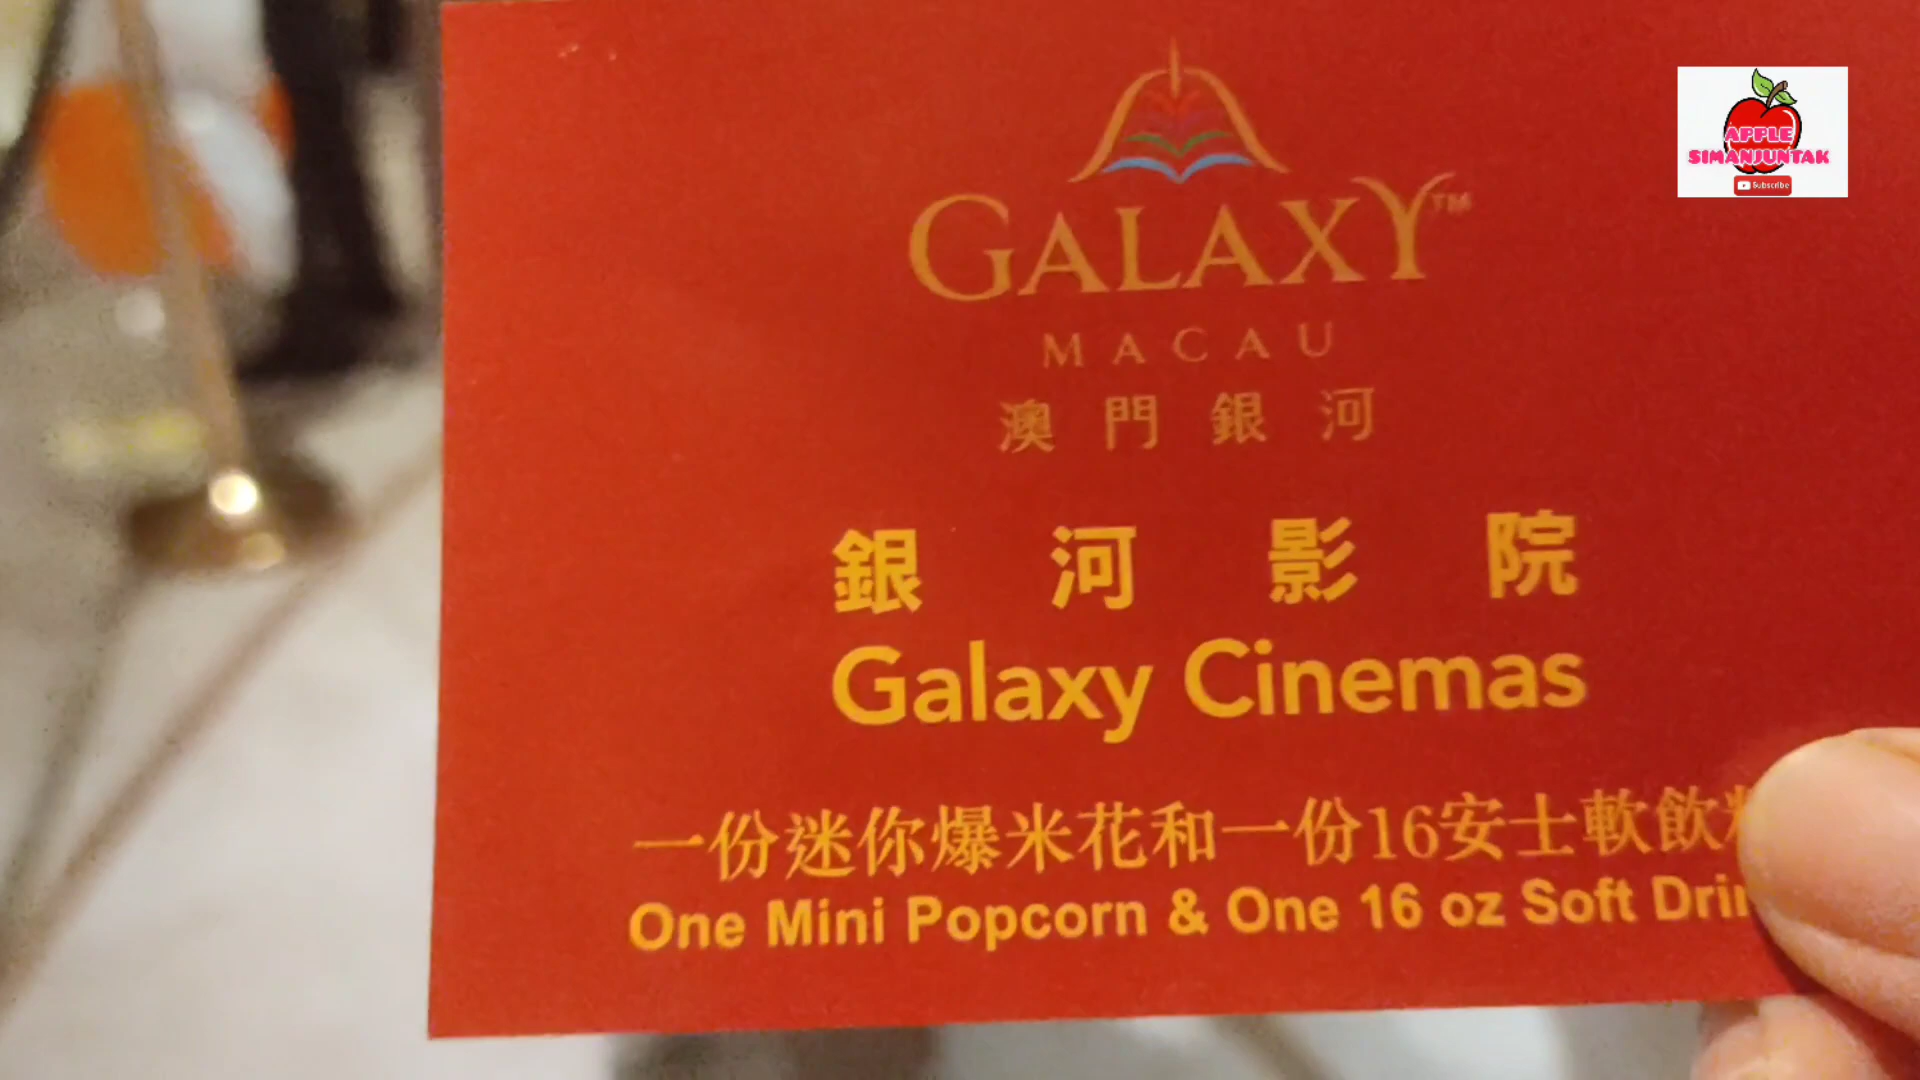 GALAXY™
MACAU
澳門銀河
銀河影院
Galaxy Cinemas
一份迷你爆米花和一份16安士軟飲
One Mini Popcorn & One 16 oz Soft
APPLE
SIMANJUNTAK
Subscribe